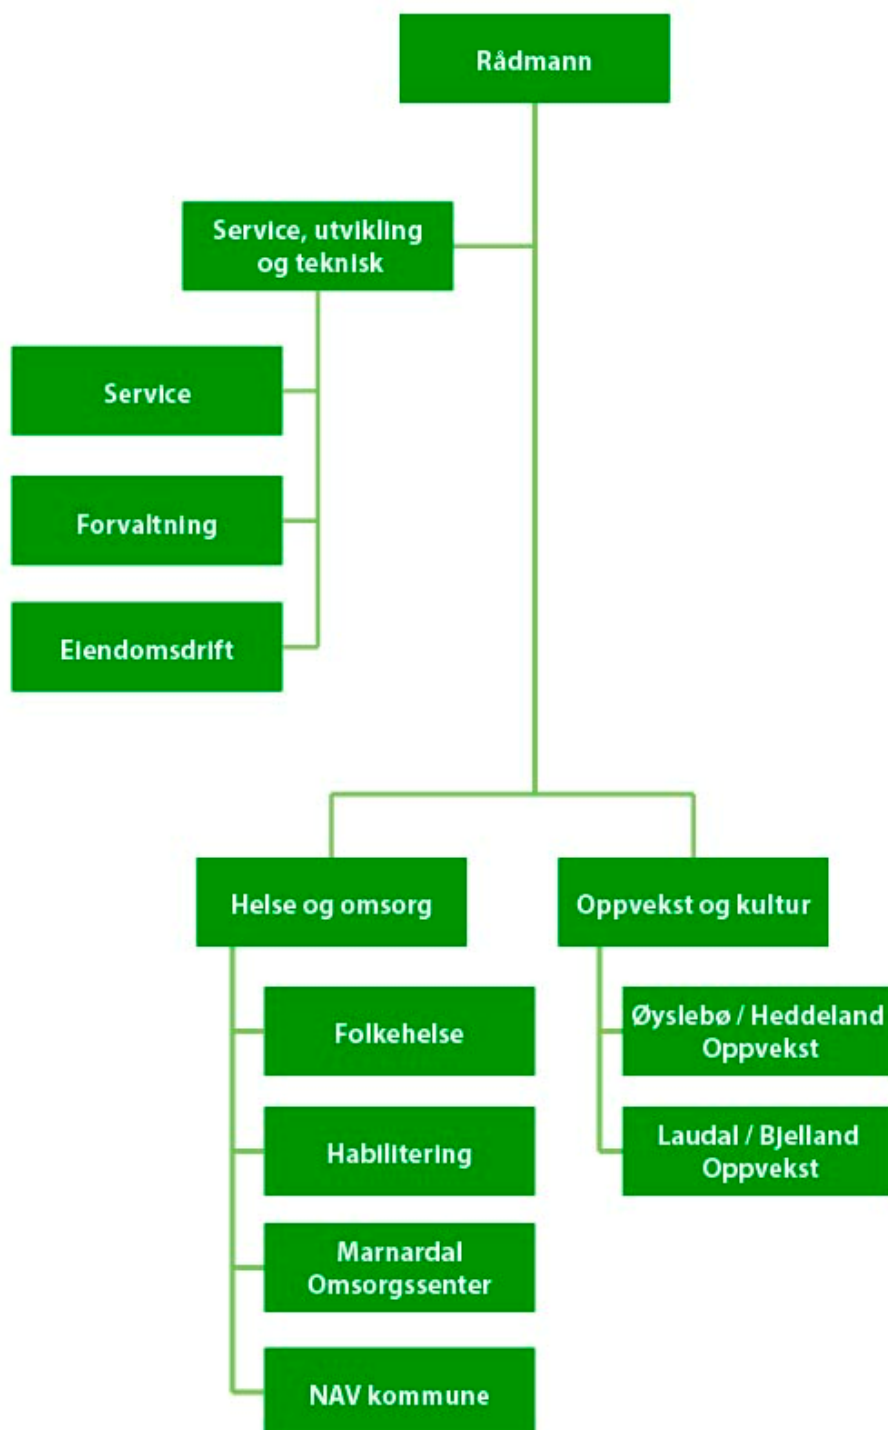 Rådmann
Service, utvikling
og teknisk
Service
Forvaltning
Eiendomsdrift
Helse og omsorg
Folkehelse
Habilitering
Marnardal
Omsorgssenter
NAV kommune
Oppvekst og kultur
Øyslebø / Heddeland
Oppvekst
Laudal / Bjelland
Oppvekst